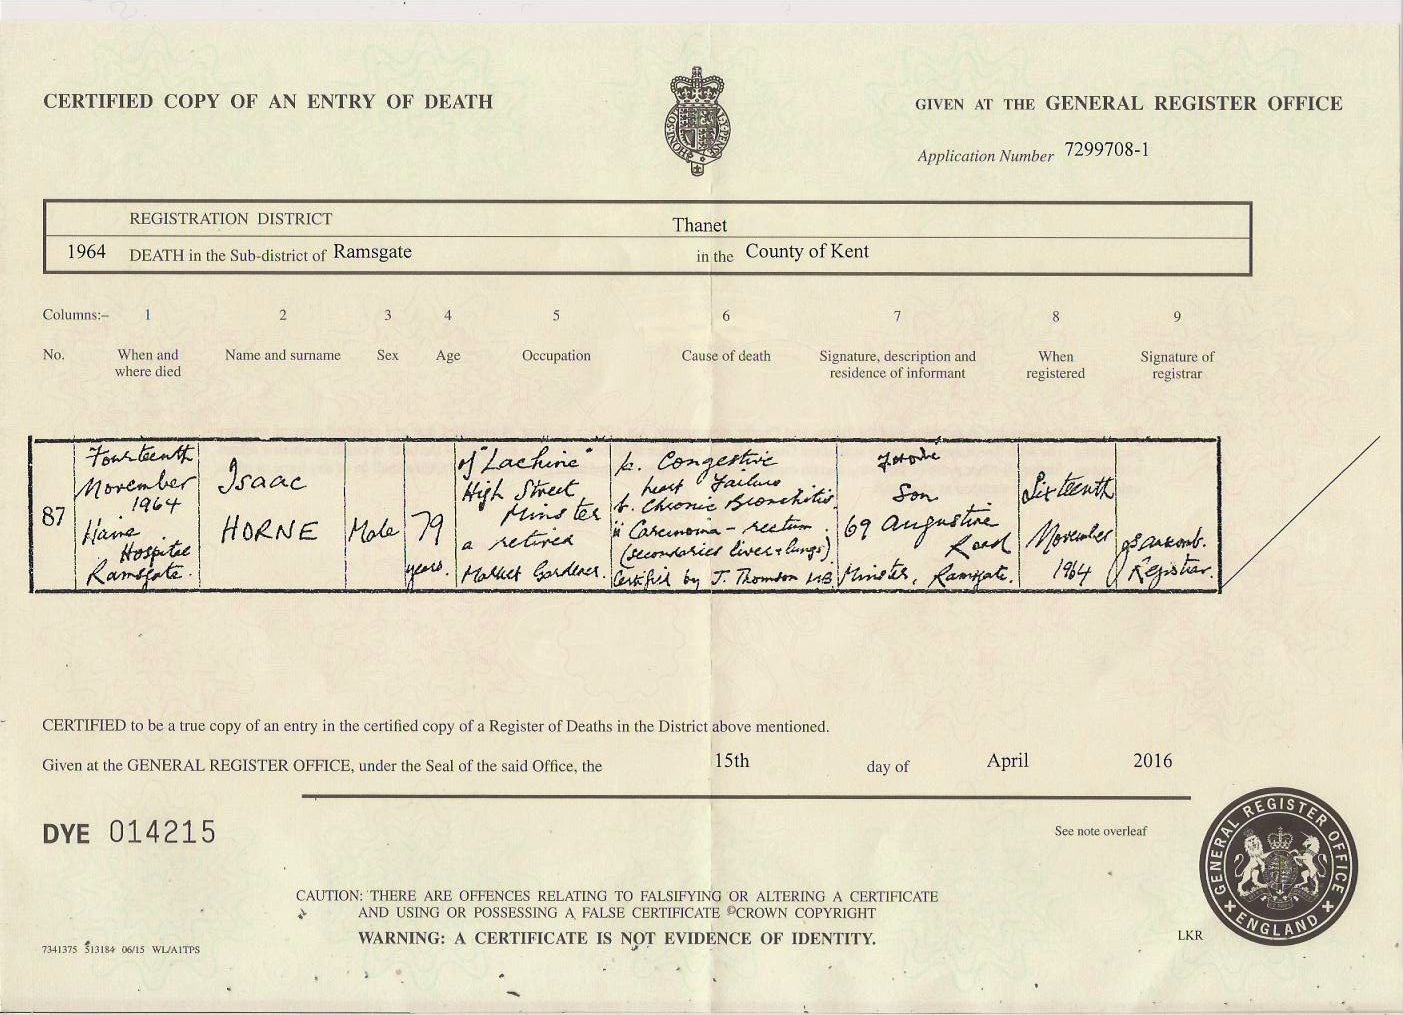 CERTIFIED COPY OF AN ENTRY OF DEATH
GIVEN AT THE GENERAL REGISTER OFFICE
Application Number 7299708-1
REGISTRATION DISTRICT Thanet
1964 DEATH in the Sub-district of Ramsgate in the County of Kent
Columns:- 1 2 3 4 5 6 7 8 9
No. When and where died Name and surname Sex Age Occupation Cause of death Signature, description and residence of informant When registered Signature of registrar
87
Fourteenth
November
1964
Haine
Hospital
Ramsgate.
Isaac
HORNE
Male
79
years.
of "Lachine"
High Street
Minster
a retired
Market Gardener.
Congestive
heart failure
b. Chronic Bronchitis.
ii Carcinoma - rectum.
(secondaries liver + lungs)
Certified by J. Thomson MB.
Son
69 Augustine
Road
Minster, Ramsgate.
Sixteenth
November
1964
Registrar.
CERTIFIED to be a true copy of an entry in the certified copy of a Register of Deaths in the District above mentioned.
Given at the GENERAL REGISTER OFFICE, under the Seal of the said Office, the 15th day of April 2016
DYE 014215
See note overleaf
GENERAL REGISTER OFFICE
ENGLAND
CAUTION: THERE ARE OFFENCES RELATING TO FALSIFYING OR ALTERING A CERTIFICATE
AND USING OR POSSESSING A FALSE CERTIFICATE ©CROWN COPYRIGHT
WARNING: A CERTIFICATE IS NOT EVIDENCE OF IDENTITY.
LKR
7341375 513184 06/15 WL/A1TPS